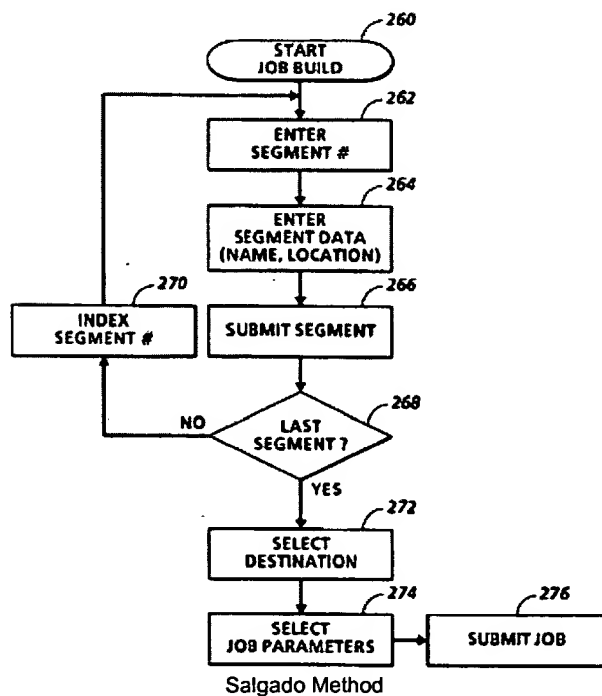 260
START
JOB BUILD
262
ENTER
SEGMENT #
264
ENTER
SEGMENT DATA
(NAME, LOCATION)
270
INDEX
SEGMENT #
266
SUBMIT SEGMENT
268
NO
LAST
SEGMENT ?
YES
272
SELECT
DESTINATION
274
SELECT
JOB PARAMETERS
276
SUBMIT JOB
Salgado Method